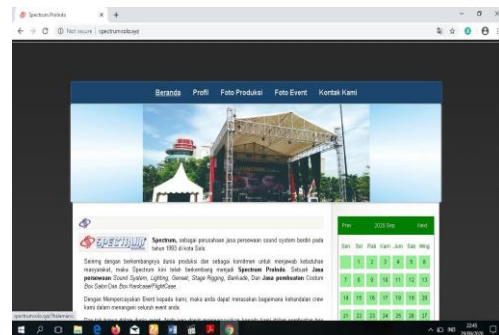 Spectrum ProIndo
Not secure | spectrumsolo.xyz
Beranda Profil Foto Produksi Foto Event Kontak Kami
SPECTRUM
Spectrum, sebagai perusahaan jasa persewaan sound system berdiri pada
tahun 1993 di kota Solo.
Seiring dengan berkembangnya dunia produksi dan sebagai komitmen untuk menjawab kebutuhan
masyarakat, maka Spectrum kini telah berkembang menjadi Spectrum ProIndo. Sebuah Jasa
persewaan Sound System, Lighting, Genset, Stage Rigging, Barikade, Dan Jasa pembuatan Costum
Box Salon Dan Box Hardcase/FlightCase.
Dengan Mempercayakan Event kepada kami, maka anda dapat merasakan bagaimana kehandalan crew
kami dalam menangani seluruh event anda.
Prev 2020 Sep Next
Sen Sel Rab Kam Jum Sab Ming
1 2 3 4 5 6
7 8 9 10 11 12 13
14 15 16 17 18 19 20
21 22 23 24 25 26 27